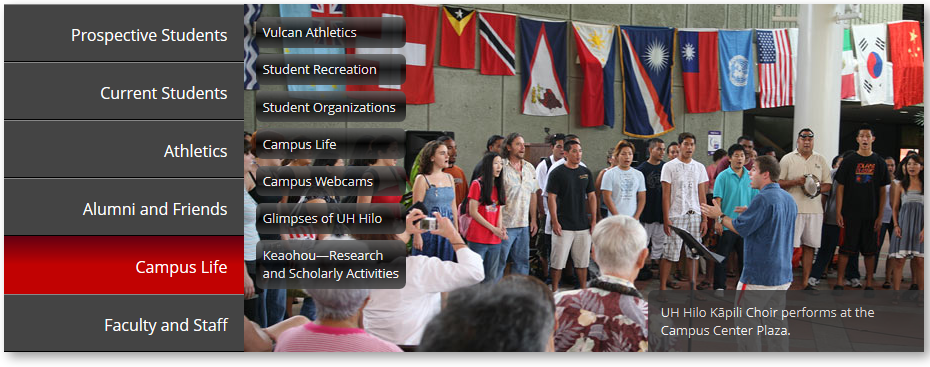 Prospective Students
Current Students
Athletics
Alumni and Friends
Campus Life
Faculty and Staff
Vulcan Athletics
Student Recreation
Student Organizations
Campus Life
Campus Webcams
Glimpses of UH Hilo
Keaohou—Research
and Scholarly Activities
UH Hilo Kāpili Choir performs at the
Campus Center Plaza.